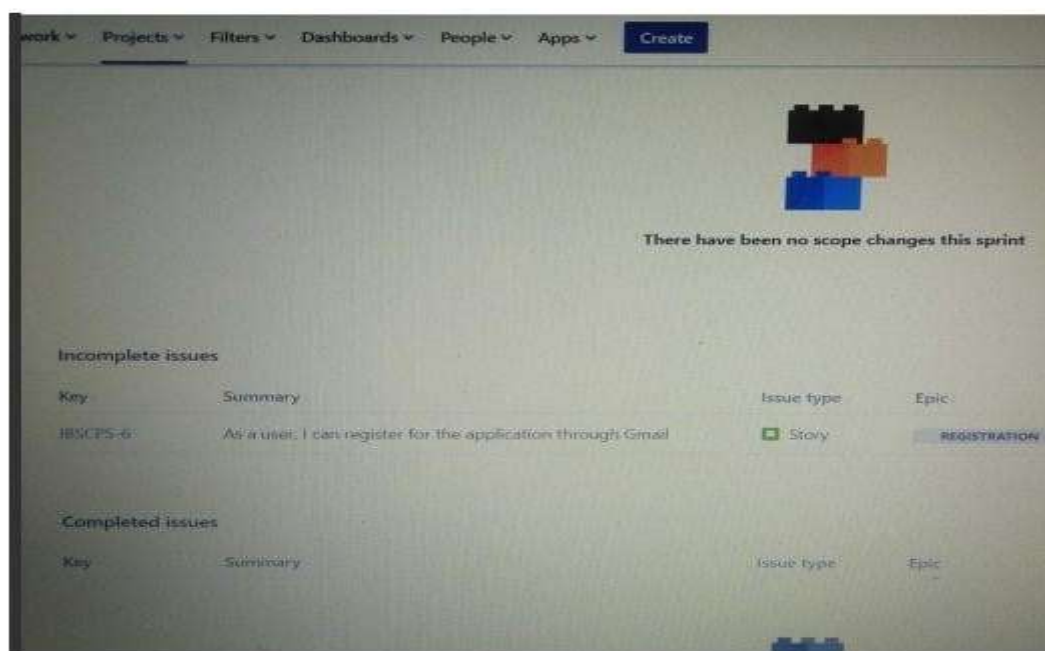 work Projects Filters Dashboards People Apps Create
There have been no scope changes this sprint
Incomplete issues
Key Summary Issue type Epic
IBSCPS-6 As a user, I can register for the application through Gmail Story REGISTRATION
Completed issues
Key Summary Issue type Epic